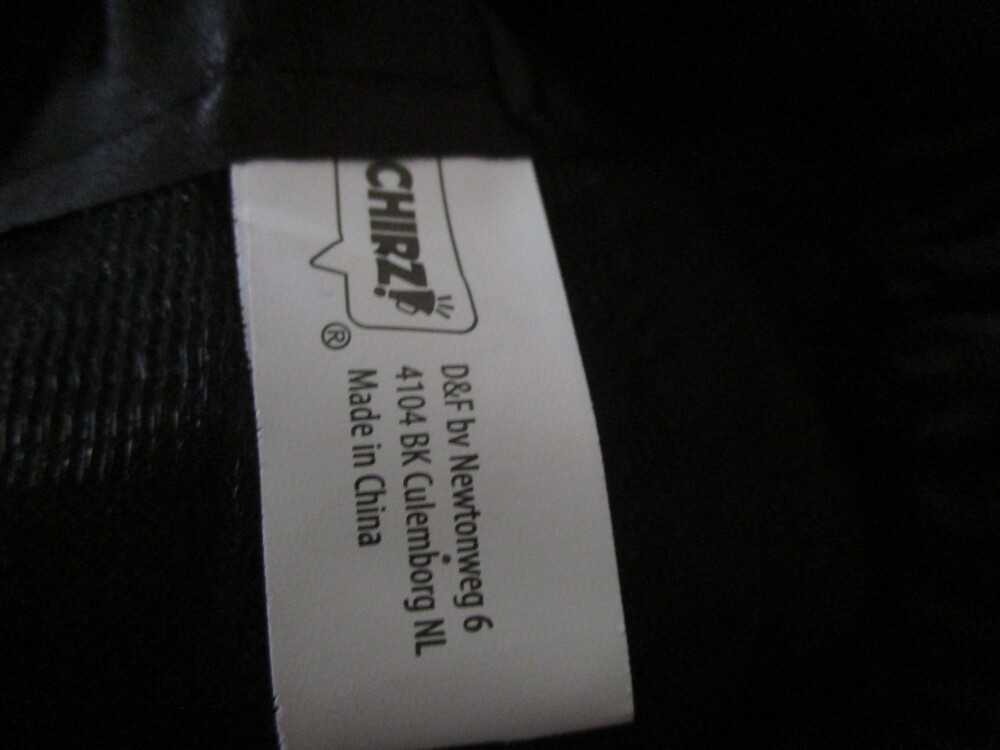 CHIRZ!
®
D&F bv Newtonweg 6
4104 BK Culemborg NL
Made in China